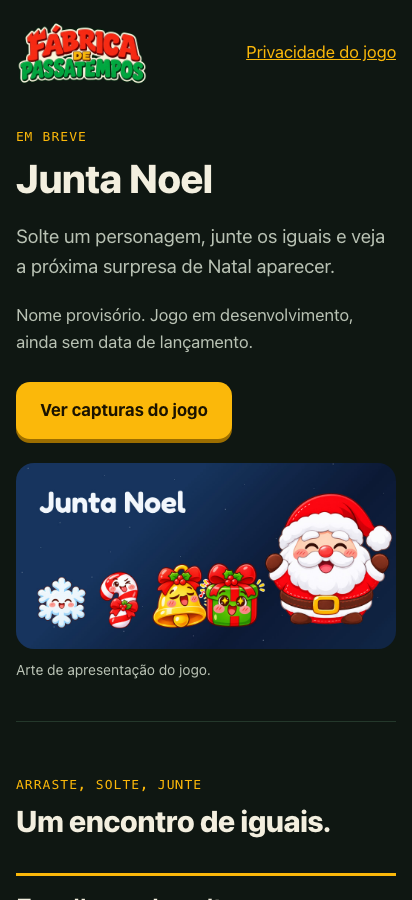 FÁBRICA
DE
PASSATEMPOS
Privacidade do jogo
EM BREVE
Junta Noel
Solte um personagem, junte os iguais e veja
a próxima surpresa de Natal aparecer.
Nome provisório. Jogo em desenvolvimento,
ainda sem data de lançamento.
Ver capturas do jogo
Junta Noel
Arte de apresentação do jogo.
ARRASTE, SOLTE, JUNTE
Um encontro de iguais.